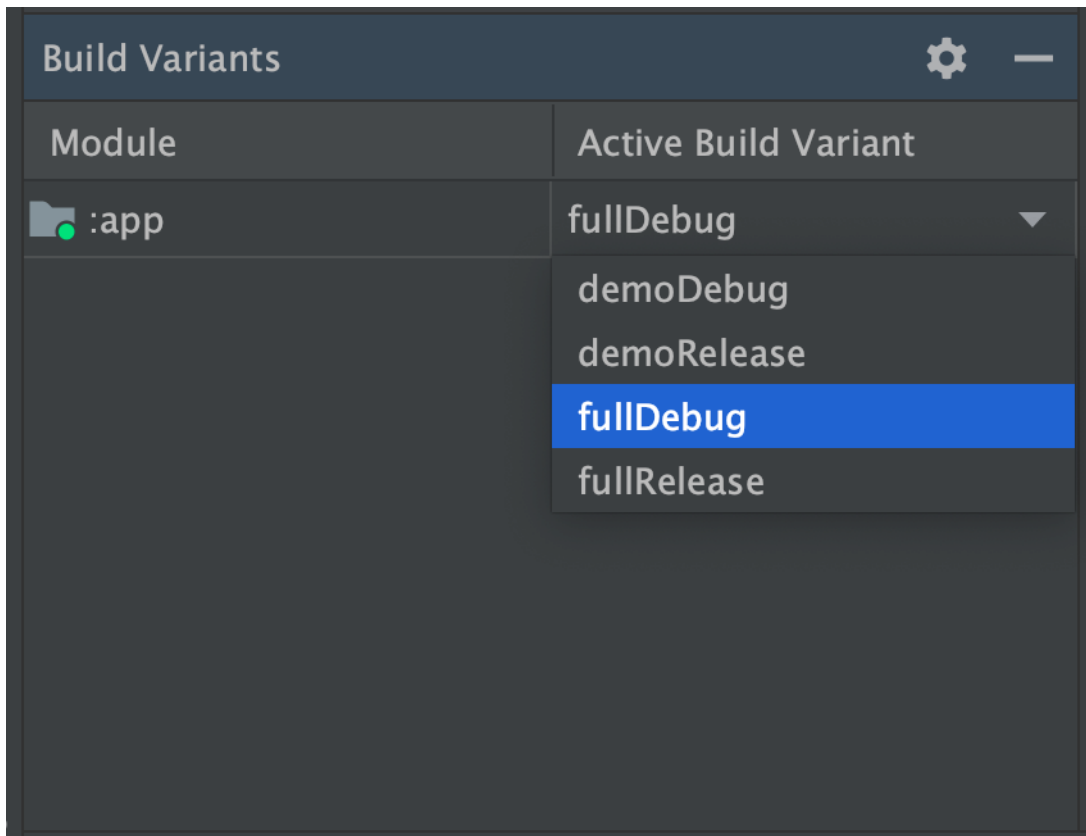 Build Variants
Module Active Build Variant
:app fullDebug
demoDebug
demoRelease
fullDebug
fullRelease